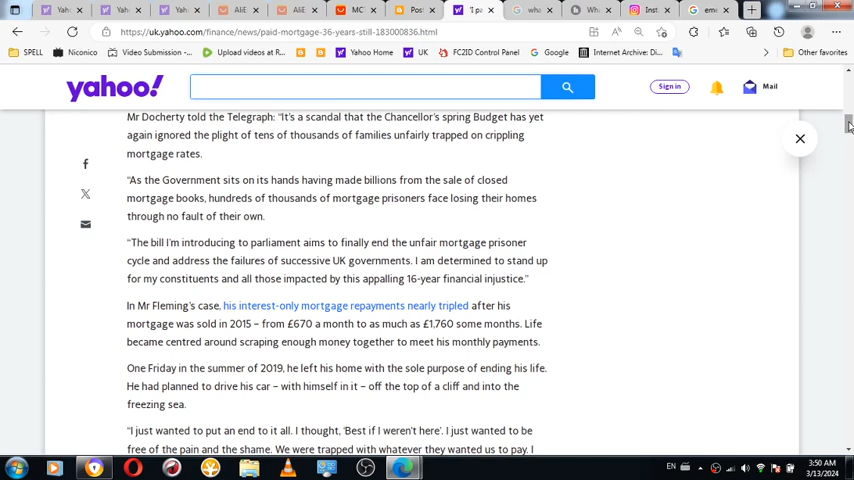 Yaho
Yaho
Yaho
AliE
AliE
MC
Post
'I pa
wha
Wh
Inst
eme
https://uk.yahoo.com/finance/news/paid-mortgage-36-years-still-183000836.html
SPELL Niconico Video Submission -... Upload videos at R... Yahoo Home UK FC2ID Control Panel Google Internet Archive: Di... Other favorites
yahoo! Sign in Mail
Mr Docherty told the Telegraph: “It’s a scandal that the Chancellor’s spring Budget has yet
again ignored the plight of tens of thousands of families unfairly trapped on crippling
mortgage rates.
“As the Government sits on its hands having made billions from the sale of closed
mortgage books, hundreds of thousands of mortgage prisoners face losing their homes
through no fault of their own.
“The bill I’m introducing to parliament aims to finally end the unfair mortgage prisoner
cycle and address the failures of successive UK governments. I am determined to stand up
for my constituents and all those impacted by this appalling 16-year financial injustice.”
In Mr Fleming’s case, his interest-only mortgage repayments nearly tripled after his
mortgage was sold in 2015 – from £670 a month to as much as £1,760 some months. Life
became centred around scraping enough money together to meet his monthly payments.
One Friday in the summer of 2019, he left his home with the sole purpose of ending his life.
He had planned to drive his car – with himself in it – off the top of a cliff and into the
freezing sea.
“I just wanted to put an end to it all. I thought, ‘Best if I weren’t here’. I just wanted to be
free of the pain and the shame. We were trapped with whatever they wanted us to pay. I
EN
3:50 AM
3/13/2024